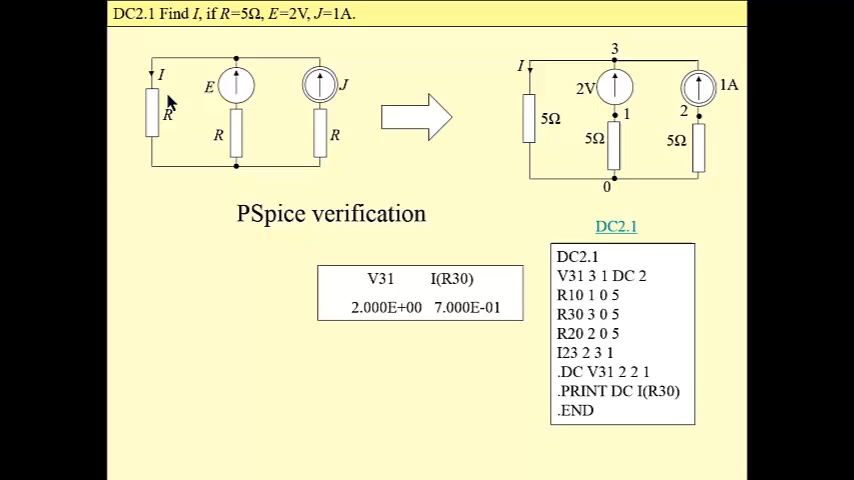 DC2.1 Find I, if R=5Ω, E=2V, J=1A.
I
E
J
R
R
R
I
3
2V
1A
5Ω
1
2
5Ω
5Ω
0
PSpice verification
DC2.1
V31 I(R30)
2.000E+00 7.000E-01
DC2.1
V31 3 1 DC 2
R10 1 0 5
R30 3 0 5
R20 2 0 5
I23 2 3 1
.DC V31 2 2 1
.PRINT DC I(R30)
.END